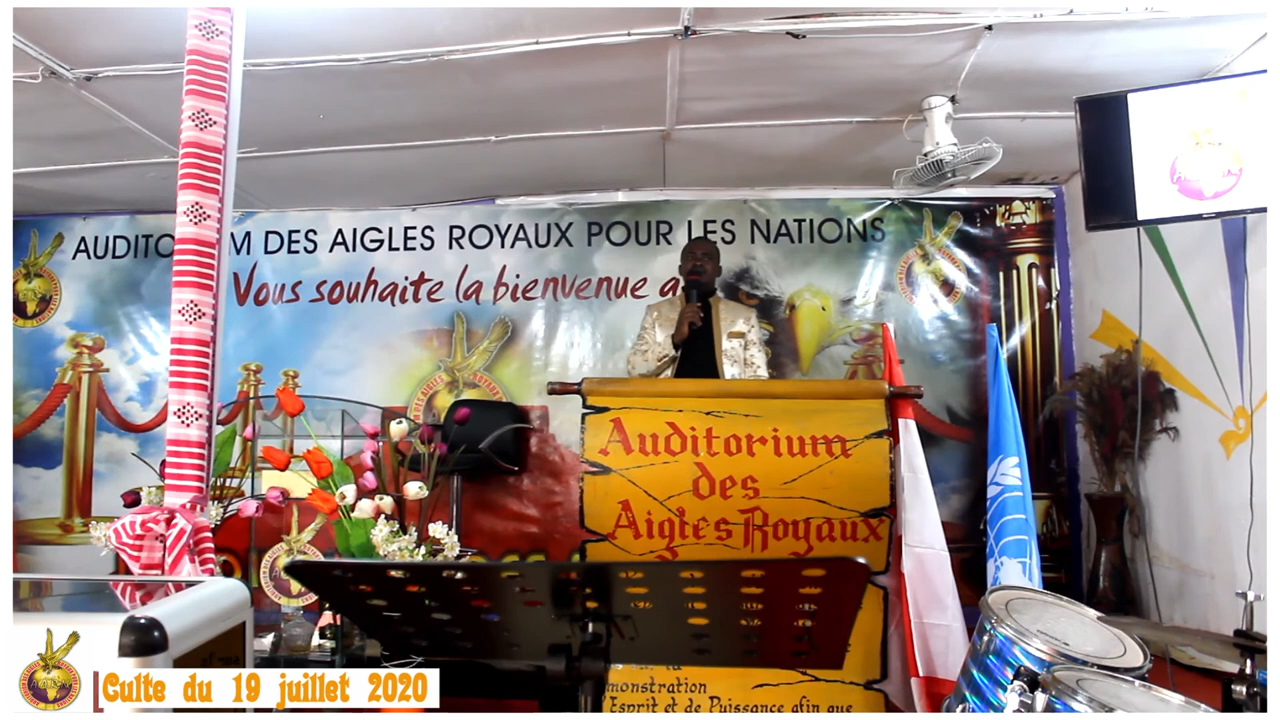 AUDITO M DES AIGLES ROYAUX POUR LES NATIONS
Vous souhaite la bienvenue a
Auditorium
des
Aigles Royaux
monstration
Esprit et de Puissance afin que
Culte du 19 juillet 2020